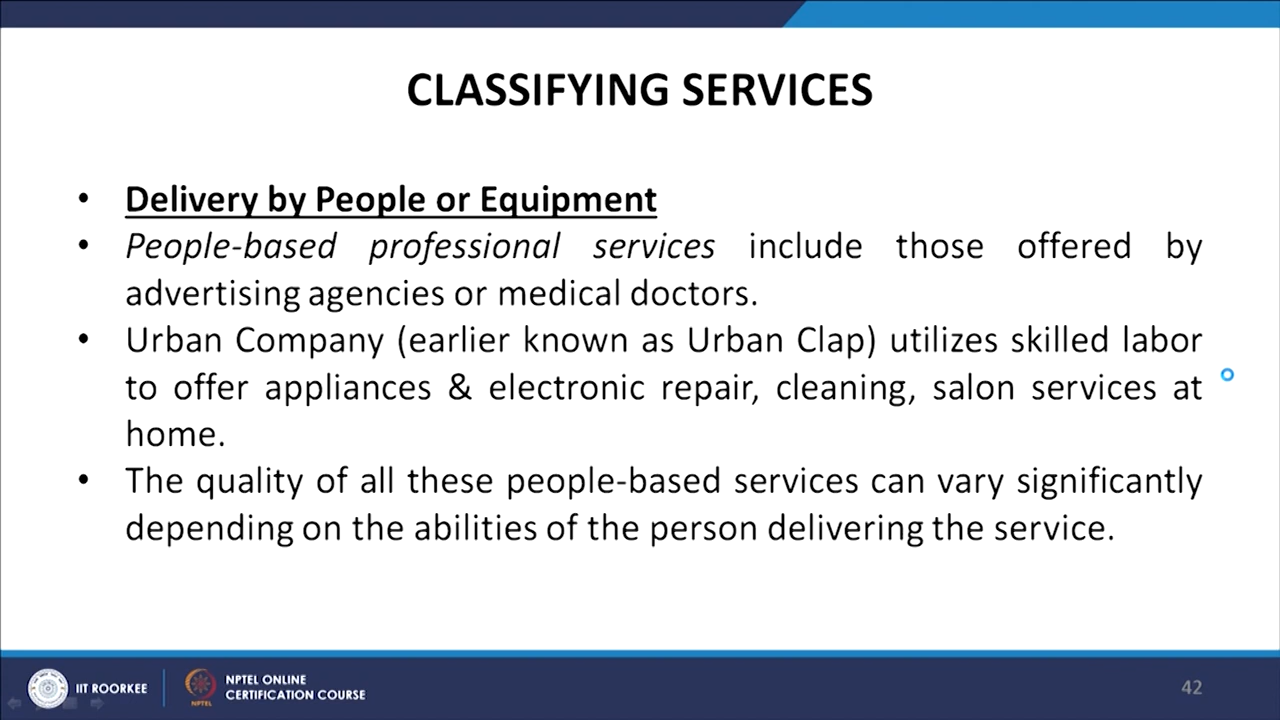 CLASSIFYING SERVICES
• Delivery by People or Equipment
• People-based professional services include those offered by
advertising agencies or medical doctors.
• Urban Company (earlier known as Urban Clap) utilizes skilled labor
to offer appliances & electronic repair, cleaning, salon services at
home.
• The quality of all these people-based services can vary significantly
depending on the abilities of the person delivering the service.
IIT ROORKEE
NPTEL
NPTEL ONLINE
CERTIFICATION COURSE
42